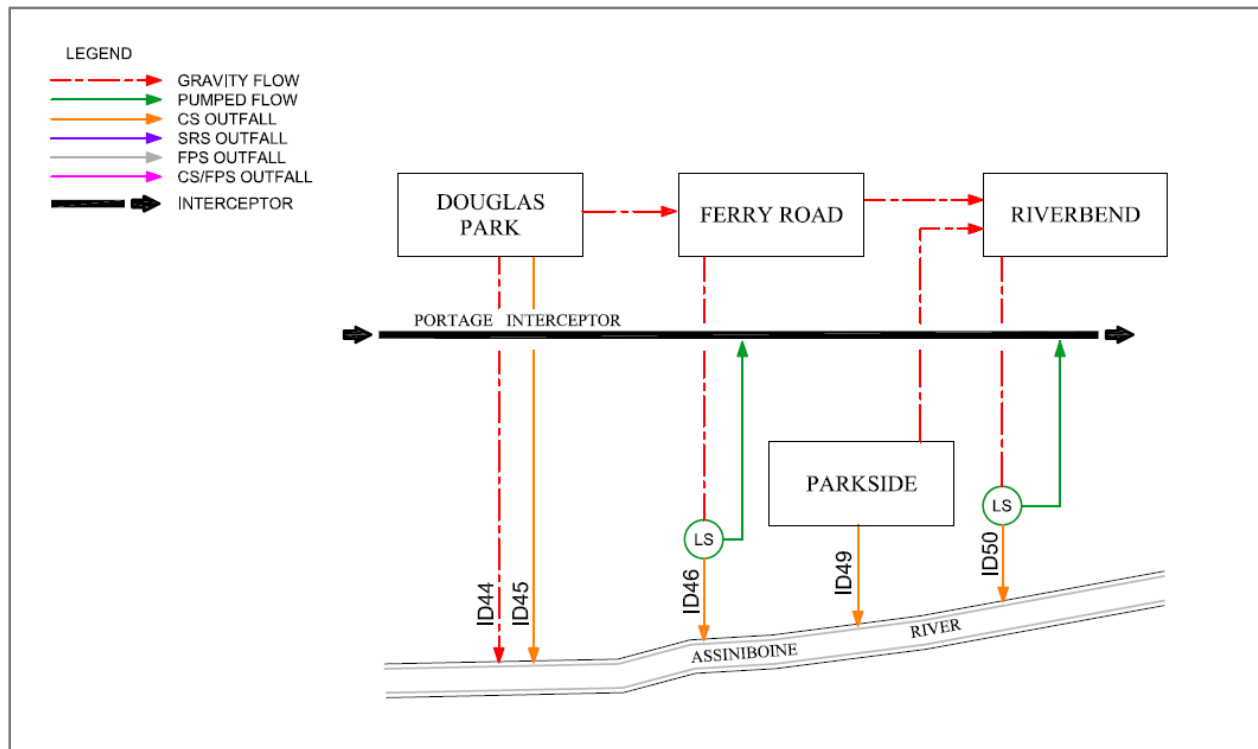 LEGEND
GRAVITY FLOW
PUMPED FLOW
CS OUTFALL
SRS OUTFALL
FPS OUTFALL
CS/FPS OUTFALL
INTERCEPTOR
DOUGLAS
PARK
FERRY ROAD
RIVERBEND
PORTAGE INTERCEPTOR
PARKSIDE
LS
LS
ID44
ID45
ID46
ID49
ID50
ASSINIBOINE RIVER